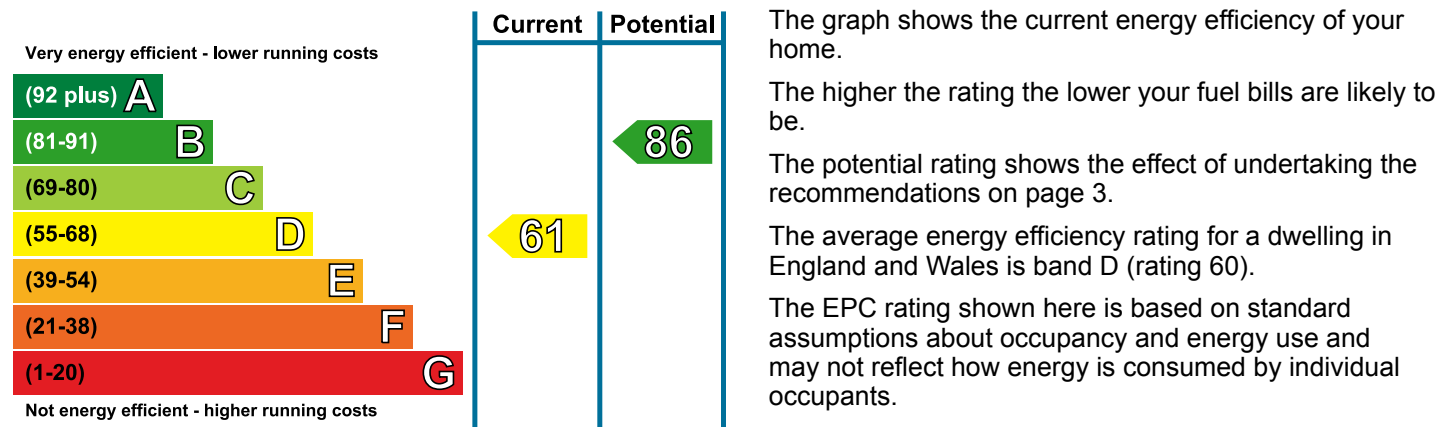 Current Potential
Very energy efficient - lower running costs
(92 plus) A
(81-91) B
86
(69-80) C
(55-68) D
61
(39-54) E
(21-38) F
(1-20) G
Not energy efficient - higher running costs
The graph shows the current energy efficiency of your
home.
The higher the rating the lower your fuel bills are likely to
be.
The potential rating shows the effect of undertaking the
recommendations on page 3.
The average energy efficiency rating for a dwelling in
England and Wales is band D (rating 60).
The EPC rating shown here is based on standard
assumptions about occupancy and energy use and
may not reflect how energy is consumed by individual
occupants.